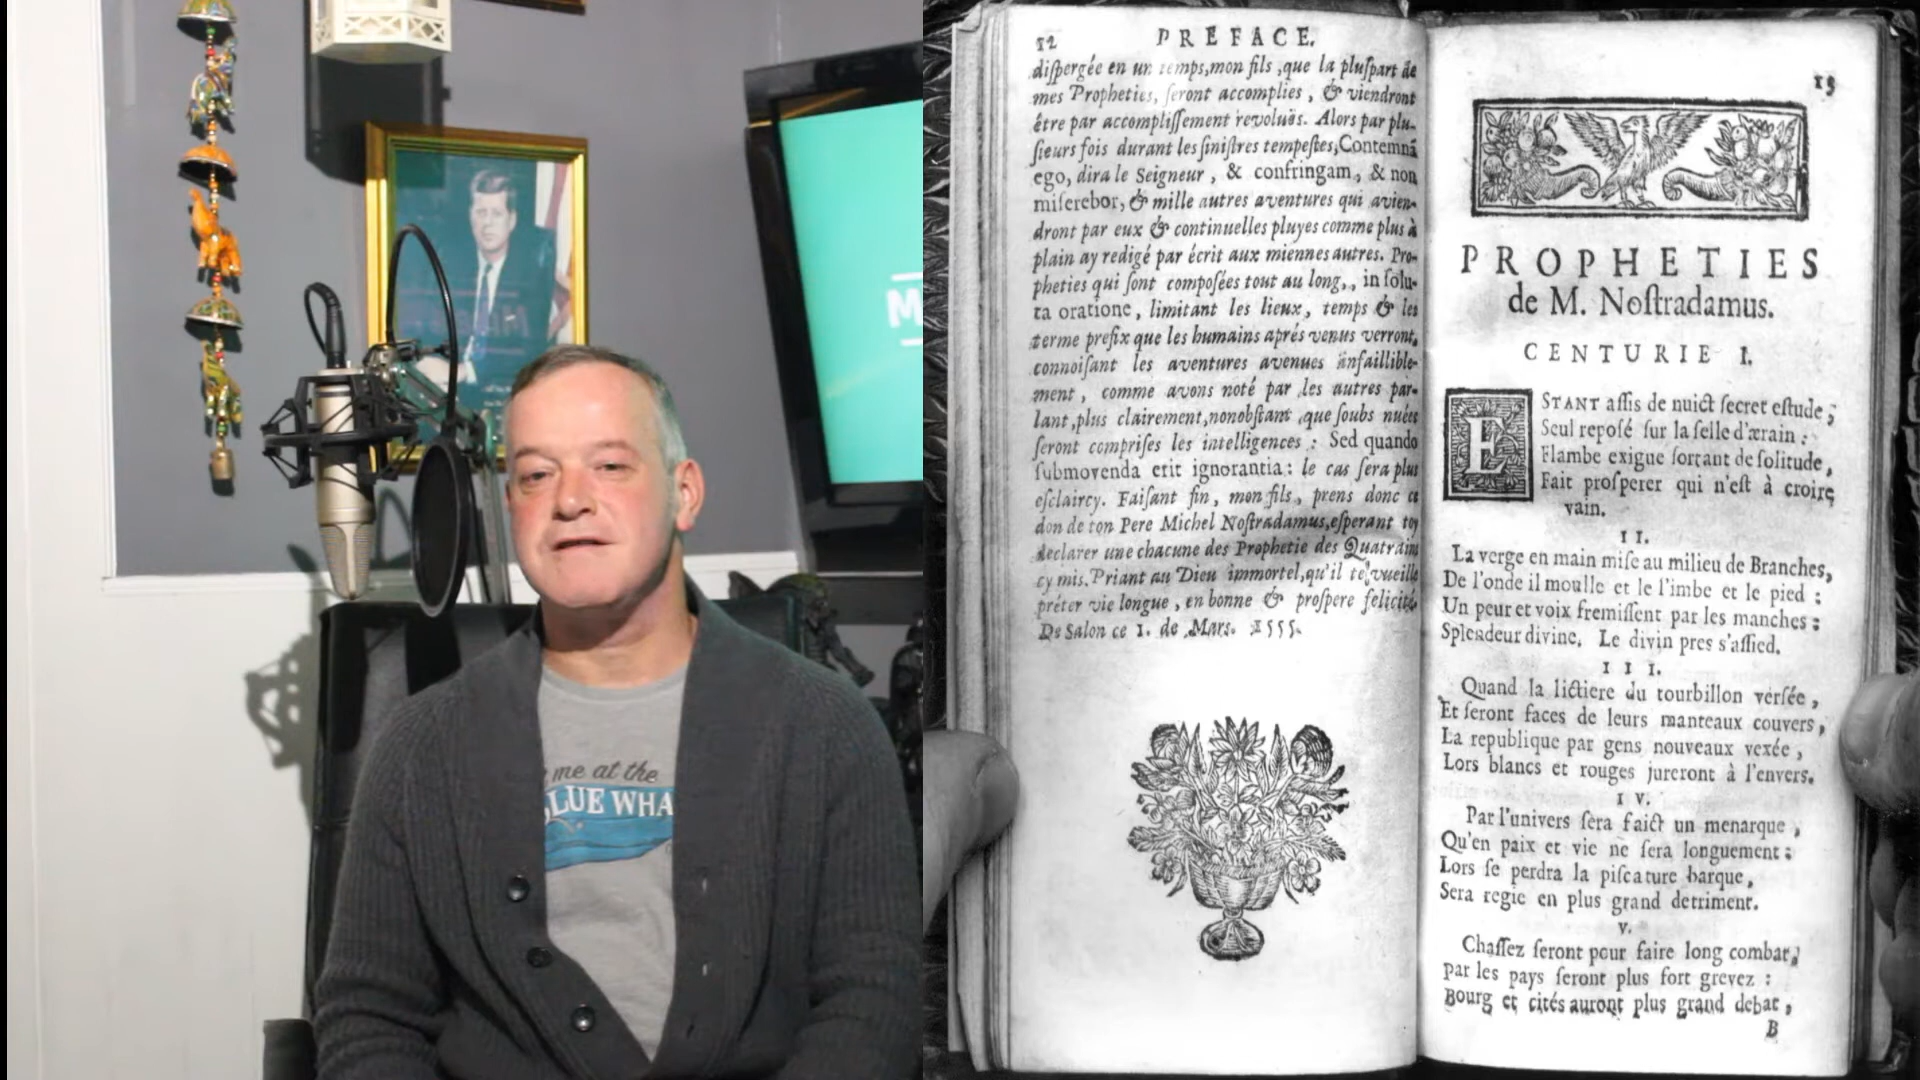 M
me at the
BLUE WHA
12 PREFACE.
diſpergée en un temps, mon fils, que la pluſpart de
mes Propheties, ſeront accomplies, & viendront
être par accompliſſement revoluës. Alors par plu-
ſieurs fois durant les ſiniſtres tempeſtes, Contemnã
ego, dira le Seigneur, & confringam, & non
miſerebor, & mille autres aventures qui avien-
dront par eux & continuelles pluyes comme plus à
plain ay redigé par écrit aux miennes autres. Pro-
pheties qui ſont compoſées tout au long,, in ſolu-
ta oratione, limitant les lieux, temps & les
terme prefix que les humains aprés venus verront,
connoiſant les aventures avenues infaillible-
ment, comme avons noté par les autres par-
lant, plus clairement, nonobſtant, que ſoubs nuées
ſeront compriſes les intelligences : Sed quando
ſubmovenda erit ignorantia: le cas ſera plus
eſclaircy. Faiſant fin, mon fils, prens donc ce
don de ton Pere Michel Noſtradamus, eſperant toy
declarer une chacune des Prophetie des Quatrains
cy mis. Priant au Dieu immortel, qu'il te vueille
préter vie longue, en bonne & proſpere felicité.
De Salon ce 1. de Mars. 1555.
13
PROPHETIES
de M. Noſtradamus.
CENTURIE I.
ESTANT aſſis de nuict ſecret eſtude,
Seul repoſé ſur la ſelle d'ærain :
Flambe exigue ſortant de ſolitude,
Fait proſperer qui n'eſt à croire
vain.
II.
La verge en main miſe au milieu de Branches,
De l'onde il moulle et le l'imbe et le pied :
Un peur et voix fremiſſent par les manches :
Splendeur divine. Le divin pres s'aſſied.
III.
Quand la lictiere du tourbillon verſée,
Et ſeront faces de leurs manteaux couvers,
La republique par gens nouveaux vexée,
Lors blancs et rouges jureront à l'envers.
IV.
Par l'univers ſera faict un menarque,
Qu'en paix et vie ne ſera longuement :
Lors ſe perdra la piſcature barque,
Sera regie en plus grand detriment.
V.
Chaſſez ſeront pour faire long combat,
Par les pays ſeront plus fort grevez :
Bourg et cités auront plus grand debat,
B